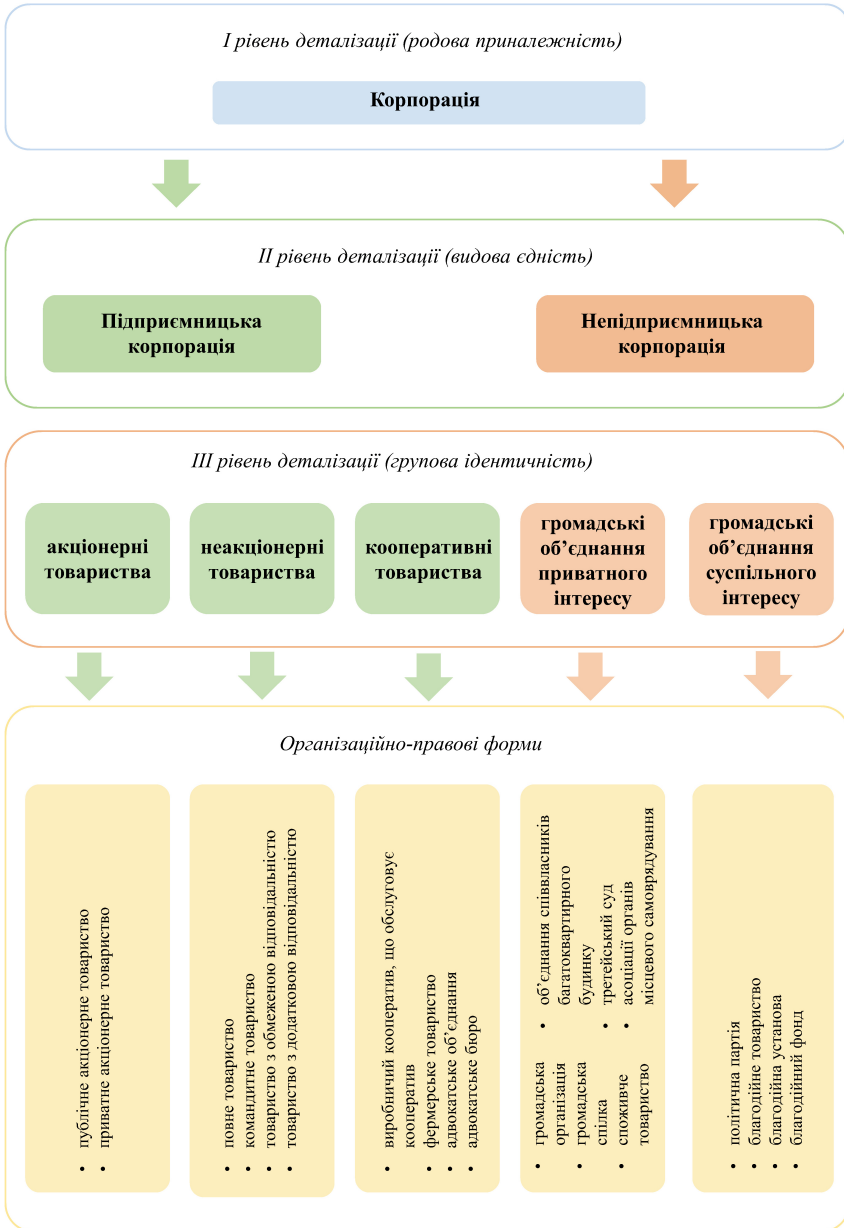 І рівень деталізації (родова приналежність)
Корпорація
ІІ рівень деталізації (видова єдність)
Підприємницька
корпорація
Непідприємницька
корпорація
ІІІ рівень деталізації (групова ідентичність)
акціонерні
товариства
неакціонерні
товариства
кооперативні
товариства
громадські
об’єднання
приватного
інтересу
громадські
об’єднання
суспільного
інтересу
Організаційно-правові форми
• публічне акціонерне товариство
• приватне акціонерне товариство
• повне товариство
• командитне товариство
• товариство з обмеженою відповідальністю
• товариство з додатковою відповідальністю
• виробничий кооператив, що обслуговує
кооператив
• фермерське товариство
• адвокатське об’єднання
• адвокатське бюро
• громадська
організація
• громадська
спілка
• споживче
товариство
• об’єднання співвласників
багатоквартирного
будинку
• третейський суд
• асоціації органів
місцевого самоврядування
• політична партія
• благодійне товариство
• благодійна установа
• благодійний фонд